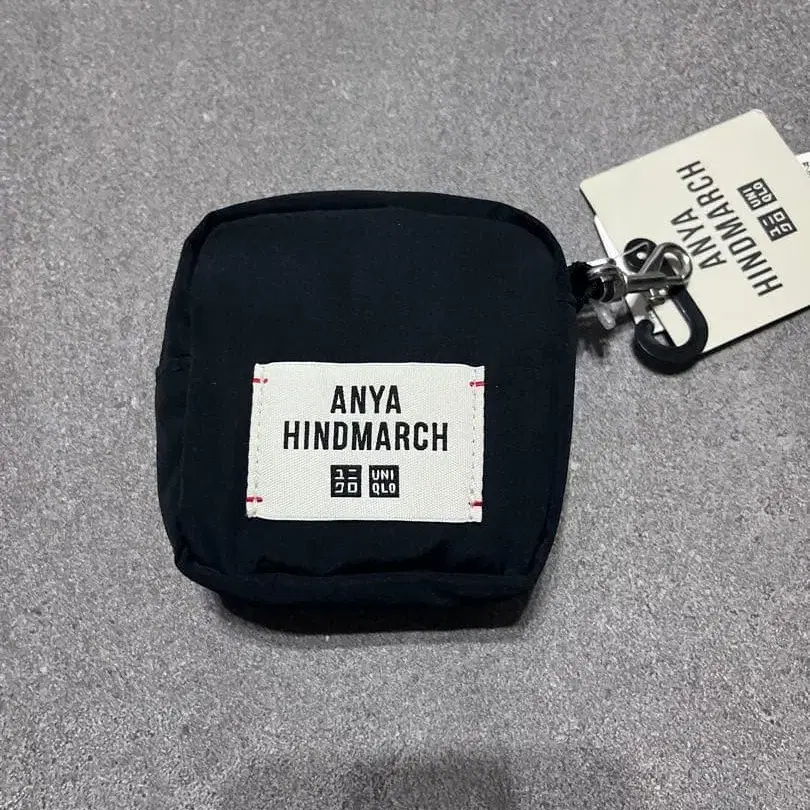 ANYA
HINDMARCH
ユニ UNI
クロ QLO
ANYA
HINDMARCH
ユニ UNI
クロ QLO